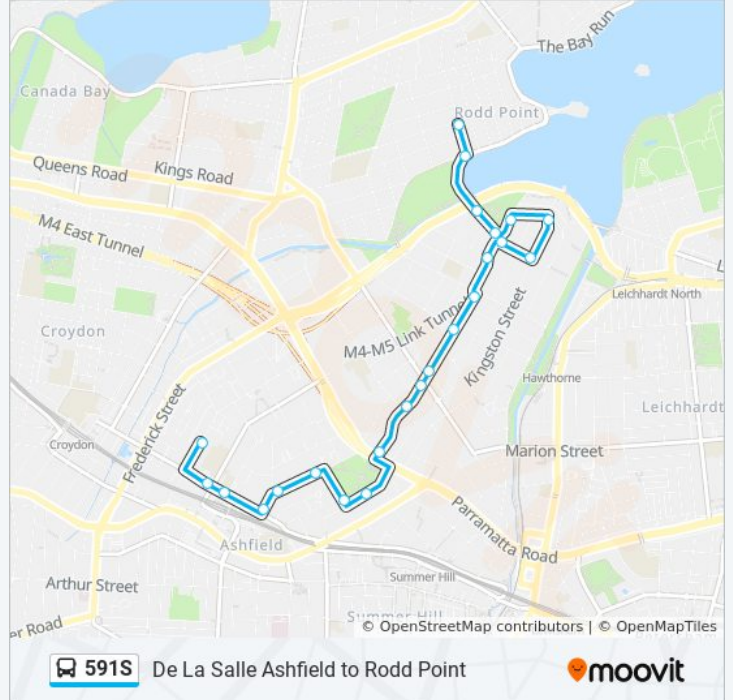 The Bay Run
Canada Bay
Rodd Point
Queens Road
Kings Road
M4 East Tunnel
Leichhardt North
M4-M5 Link Tunnel
Kingston Street
Croydon
Hawthorne
Frederick Street
Leichhardt
Croydon
Marion Street
Parramatta Road
Ashfield
Summer Hill
Arthur Street
Summer Hill
er Road
© OpenStreetMap contributors | © OpenMapTiles
591S De La Salle Ashfield to Rodd Point
moovit